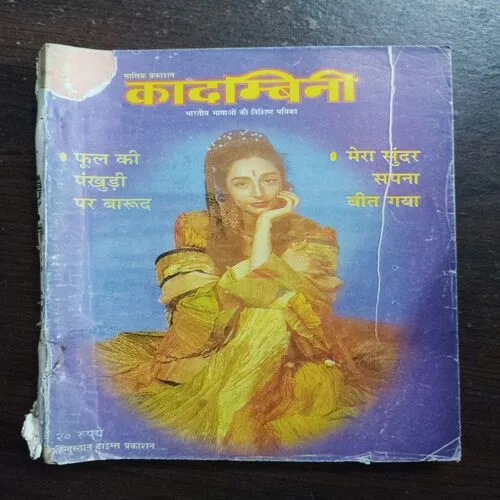 मासिक प्रकाशन
कादम्बिनी
भारतीय भाषाओं की विशिष्ट पत्रिका
• फूल की
पंखुड़ी
पर बारूद
• मेरा सुंदर
सपना
बीत गया
२० रुपये
हिन्दुस्तान टाइम्स प्रकाशन